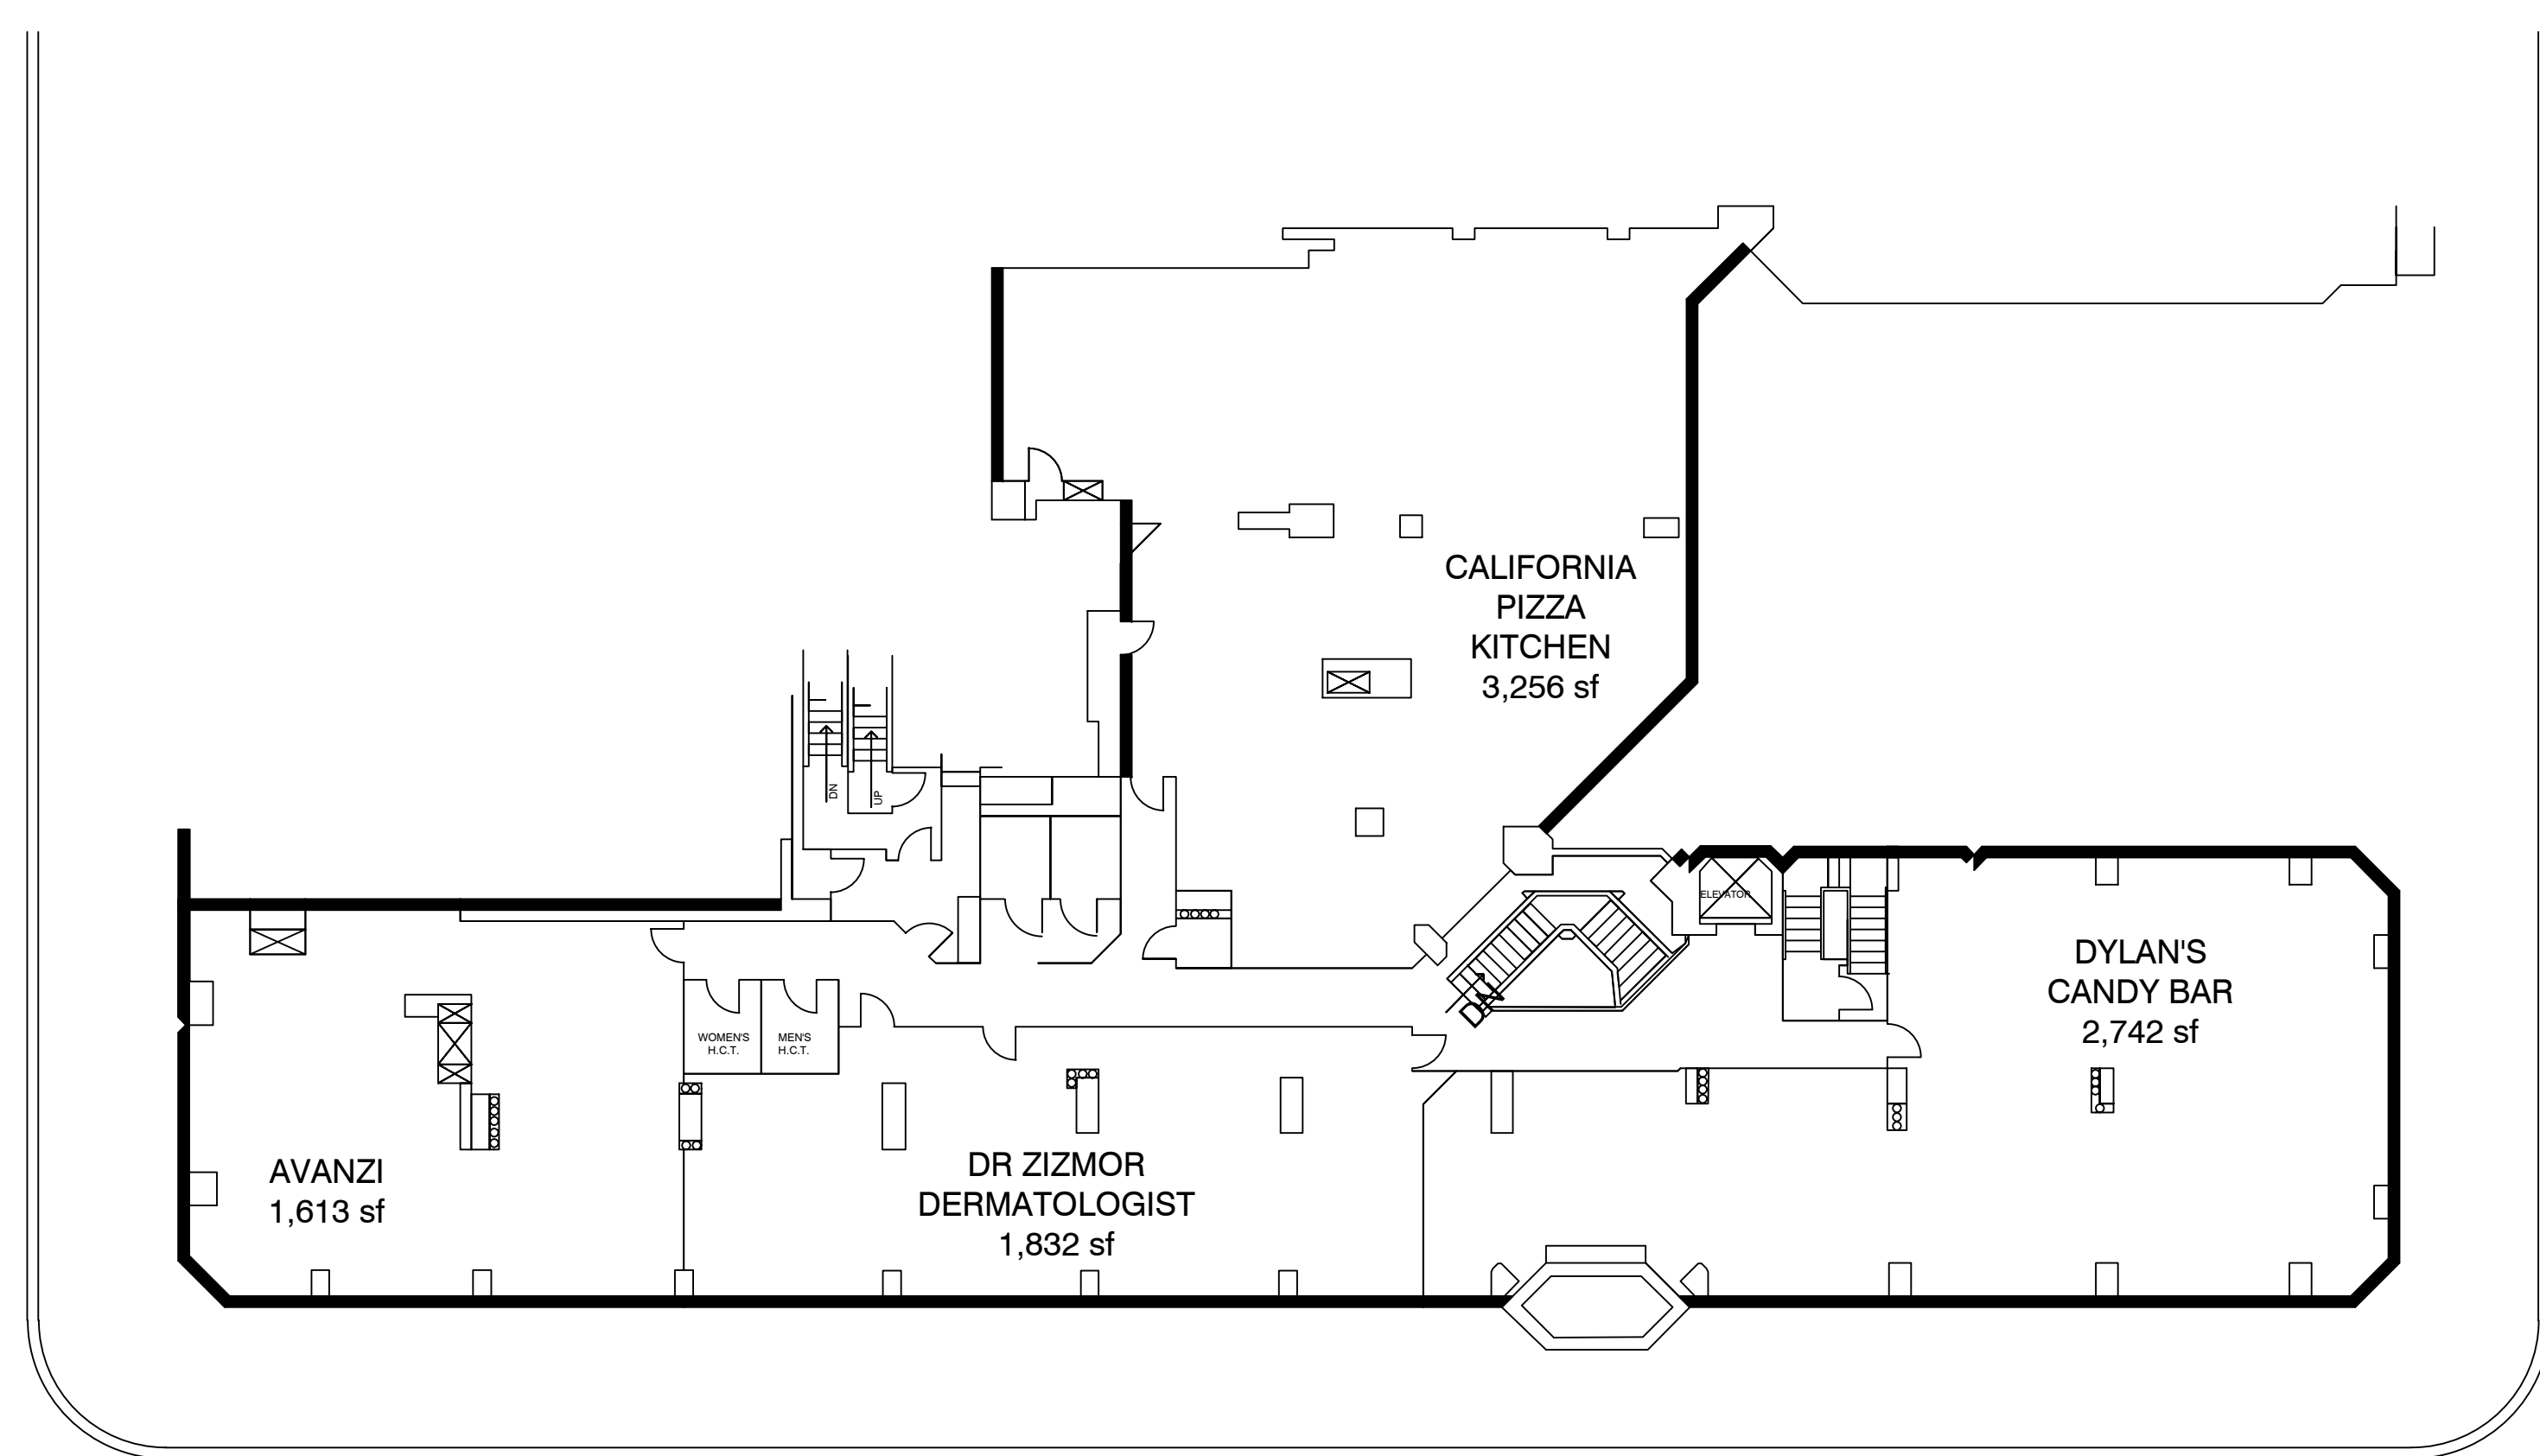 CALIFORNIA
PIZZA
KITCHEN
3,256 sf
DN
UP
ELEVATOR
DYLAN'S
CANDY BAR
2,742 sf
DN
WOMEN'S
H.C.T.
MEN'S
H.C.T.
AVANZI
1,613 sf
DR ZIZMOR
DERMATOLOGIST
1,832 sf